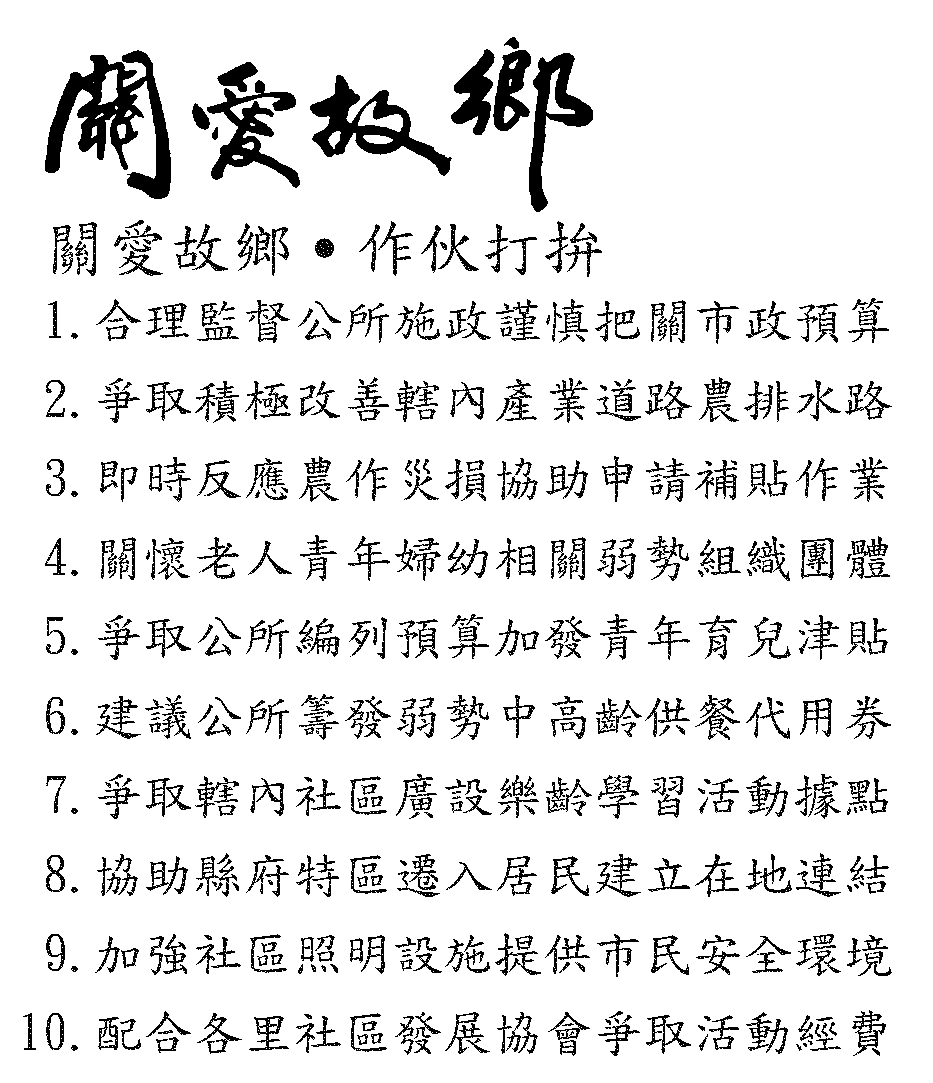 關愛故鄉
關愛故鄉•作伙打拚
1.合理監督公所施政謹慎把關市政預算
2.爭取積極改善轄內產業道路農排水路
3.即時反應農作災損協助申請補貼作業
4.關懷老人青年婦幼相關弱勢組織團體
5.爭取公所編列預算加發青年育兒津貼
6.建議公所籌發弱勢中高齡供餐代用券
7.爭取轄內社區廣設樂齡學習活動據點
8.協助縣府特區遷入居民建立在地連結
9.加強社區照明設施提供市民安全環境
10.配合各里社區發展協會爭取活動經費